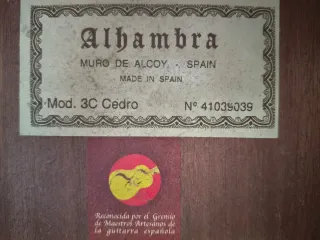 Alhambra
MURO DE ALCOY - SPAIN
MADE IN SPAIN
Mod. 3C Cedro Nº 41039039
Reconocida por el Gremio
de Maestros Artesanos de
la guitarra española